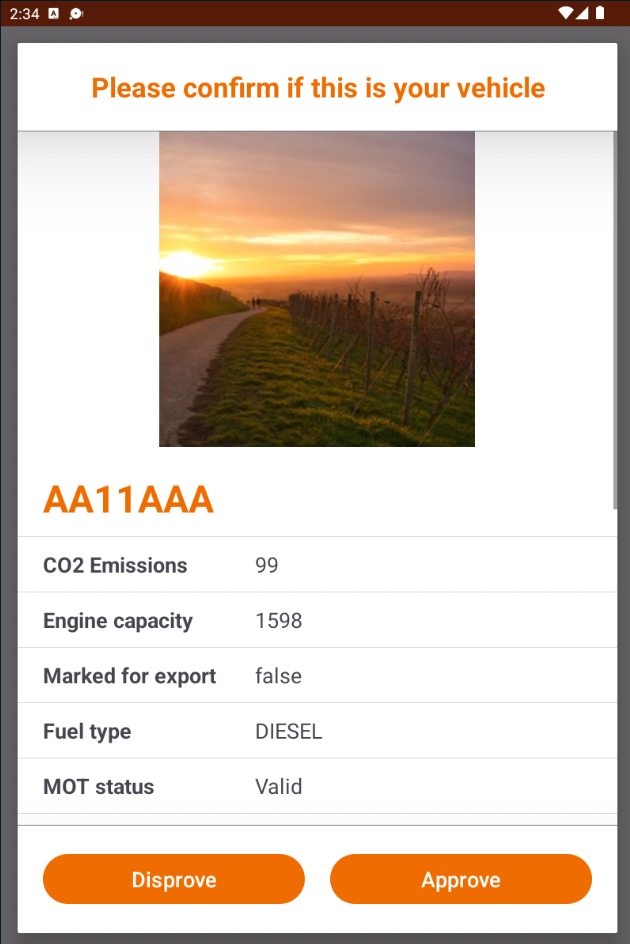 2:34
Please confirm if this is your vehicle
AA11AAA
CO2 Emissions 99
Engine capacity 1598
Marked for export false
Fuel type DIESEL
MOT status Valid
Disprove Approve